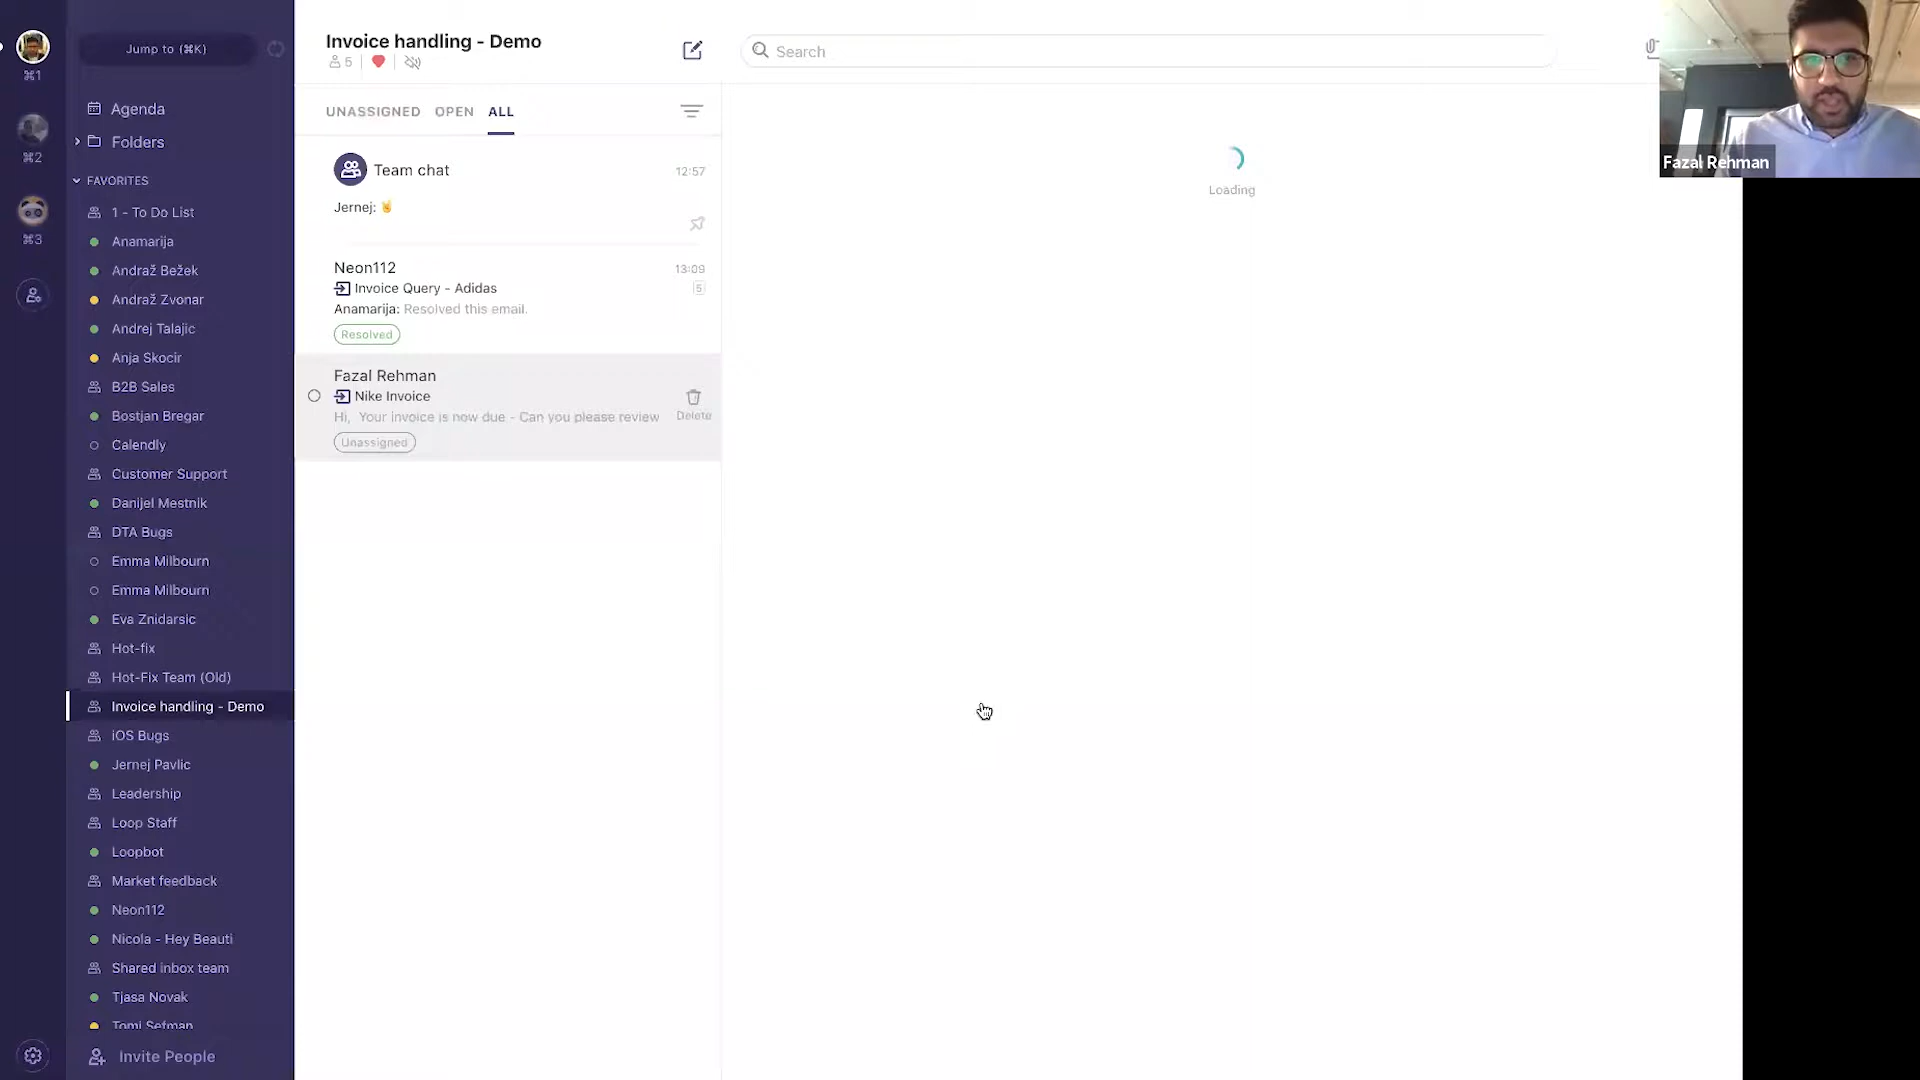 ⌘1
⌘2
⌘3
Jump to (⌘K)
Agenda
Folders
FAVORITES
1 - To Do List
Anamarija
Andraž Bežek
Andraž Zvonar
Andrej Talajic
Anja Skocir
B2B Sales
Bostjan Bregar
Calendly
Customer Support
Danijel Mestnik
DTA Bugs
Emma Milbourn
Emma Milbourn
Eva Znidarsic
Hot-fix
Hot-Fix Team (Old)
Invoice handling - Demo
iOS Bugs
Jernej Pavlic
Leadership
Loop Staff
Loopbot
Market feedback
Neon112
Nicola - Hey Beauti
Shared inbox team
Tjasa Novak
Tomi Sefman
Invite People
Invoice handling - Demo
5
UNASSIGNED OPEN ALL
Team chat 12:57
Jernej: 🤘
Neon112 13:09
Invoice Query - Adidas 5
Anamarija: Resolved this email.
Resolved
Fazal Rehman
Nike Invoice
Hi, Your invoice is now due - Can you please review
Delete
Unassigned
Search
Loading
Fazal Rehman